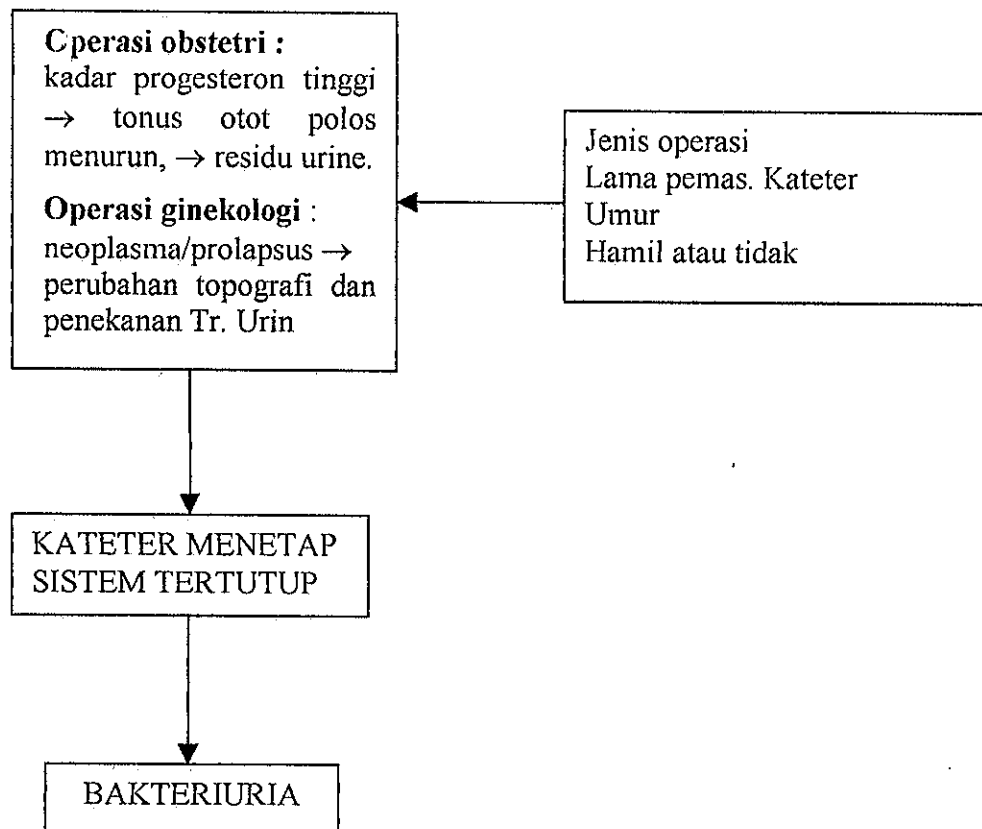 Operasi obstetri :
kadar progesteron tinggi
→ tonus otot polos
menurun, → residu urine.
Operasi ginekologi :
neoplasma/prolapsus →
perubahan topografi dan
penekanan Tr. Urin
Jenis operasi
Lama pemas. Kateter
Umur
Hamil atau tidak
KATETER MENETAP
SISTEM TERTUTUP
BAKTERIURIA